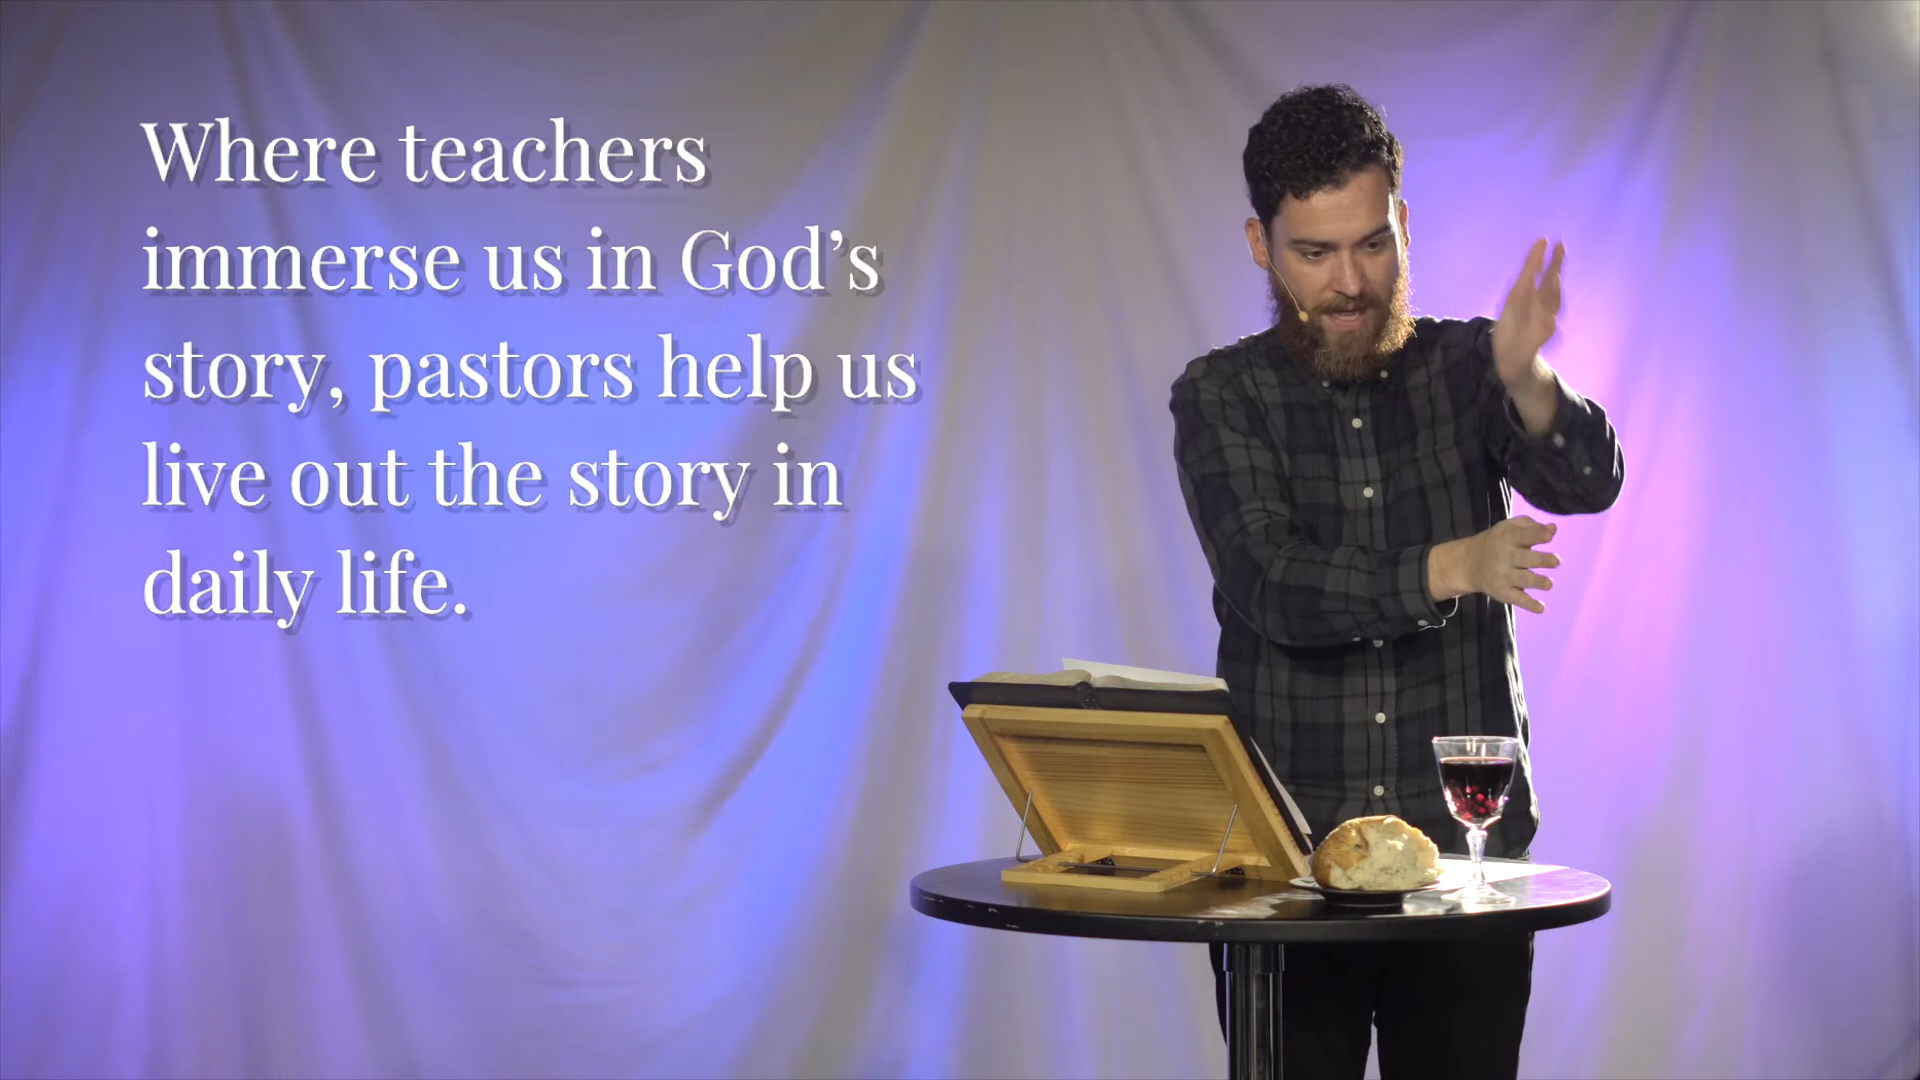 Where teachers
immerse us in God’s
story, pastors help us
live out the story in
daily life.